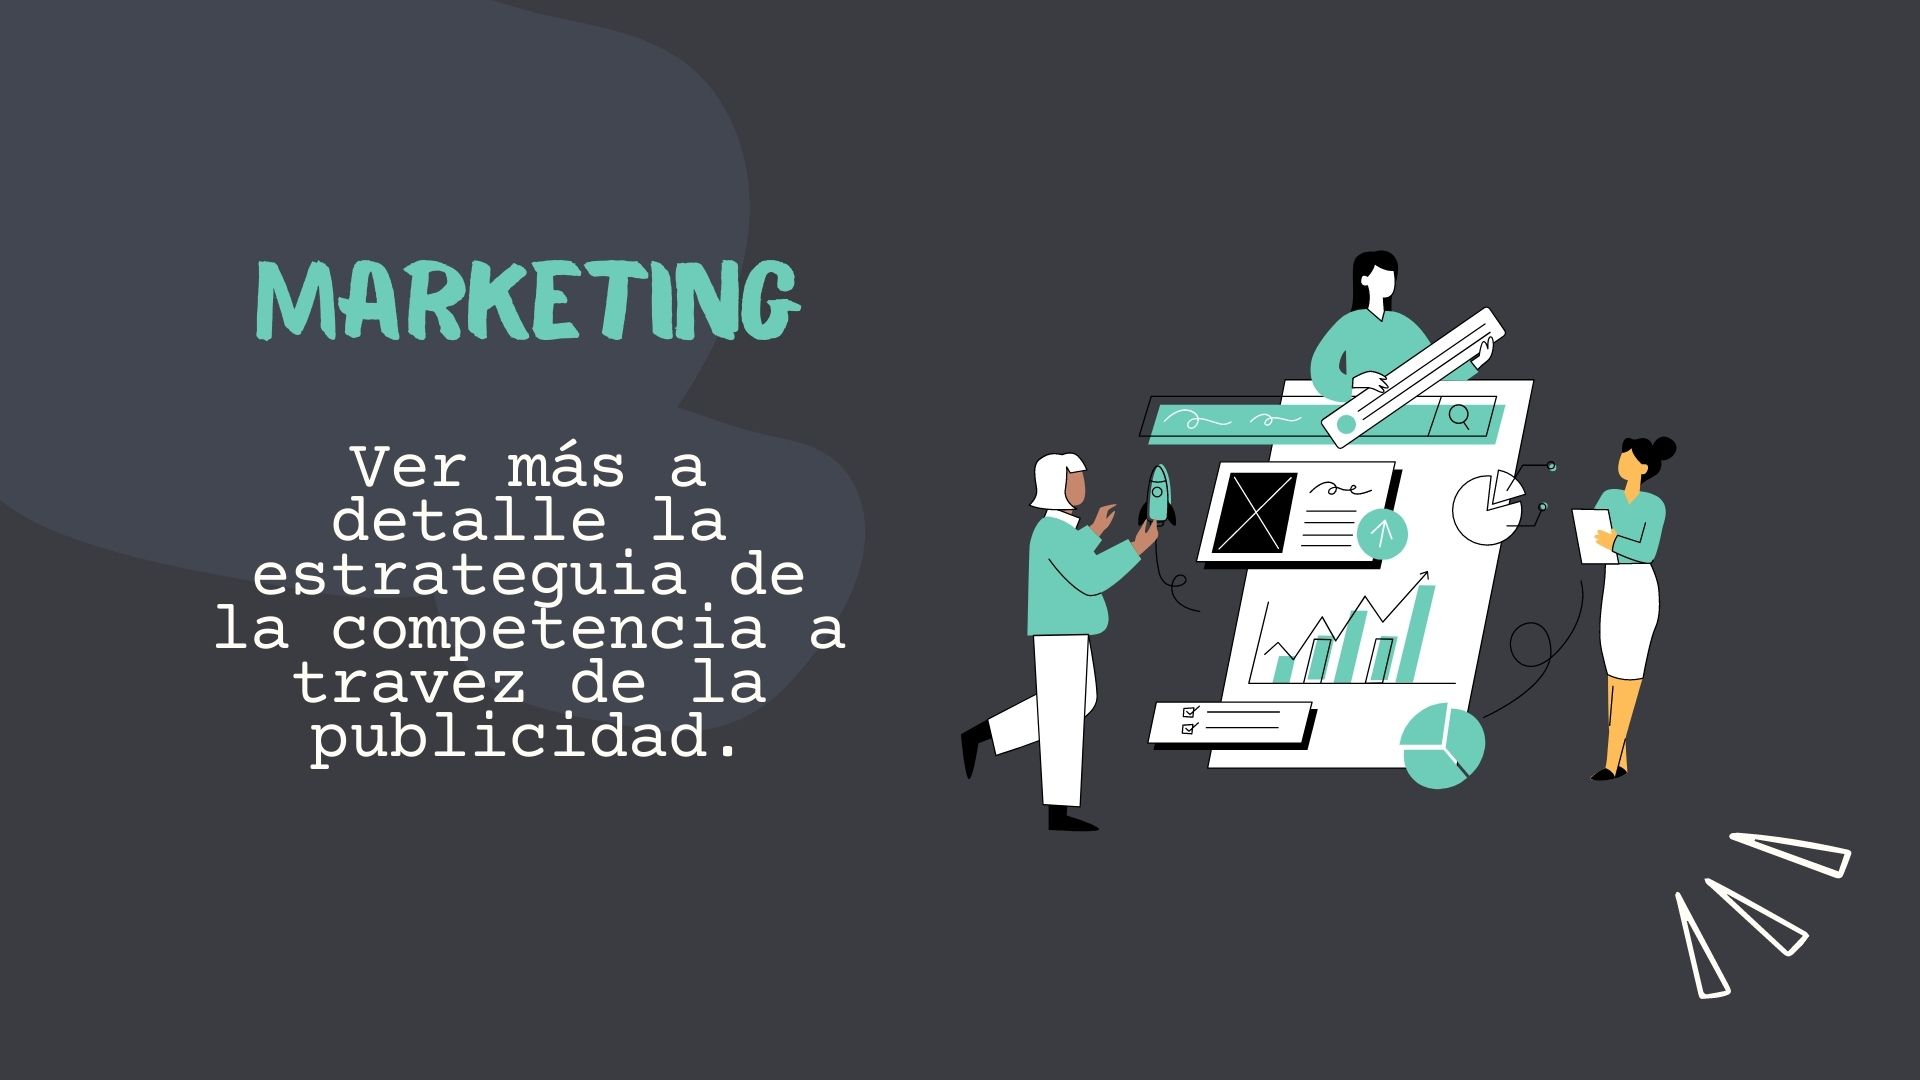 MARKETING
Ver más a
detalle la
estrateguia de
la competencia a
travez de la
publicidad.